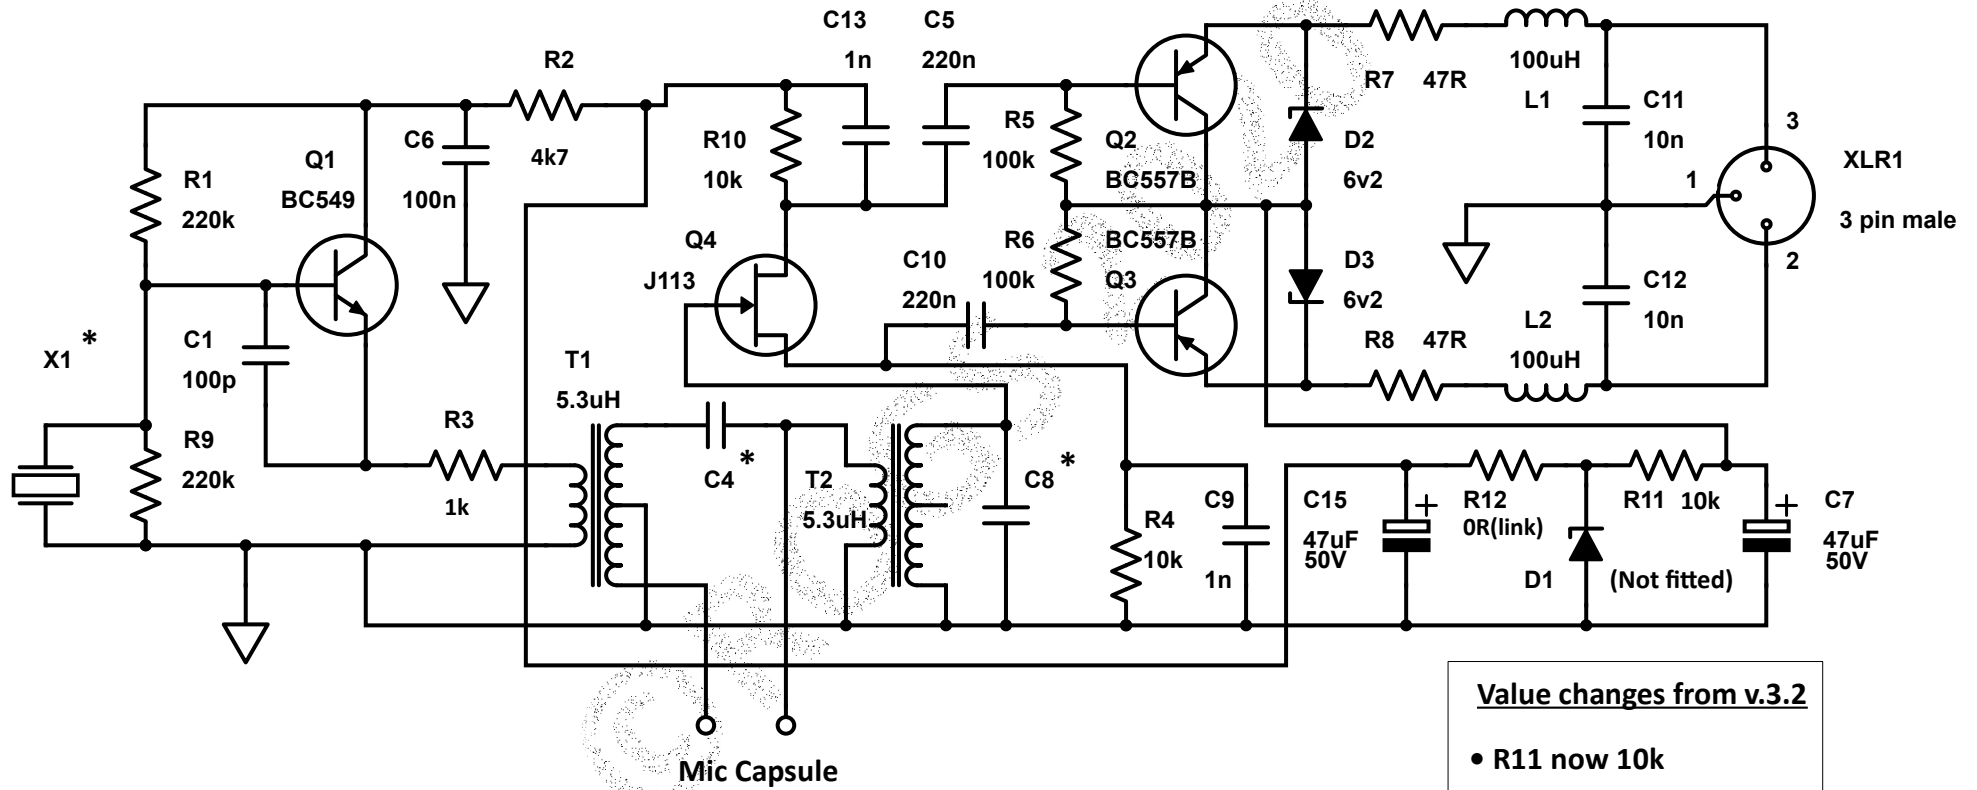 C13
1n
C5
220n
R2
4k7
C6
100n
Q1
BC549
R1
220k
R10
10k
R5
100k
Q2
BC557B
R7 47R
100uH
L1
D2
6v2
C11
10n
3
1
2
XLR1
3 pin male
Q4
J113
R6
100k
BC557B
Q3
C10
220n
D3
6v2
C12
10n
L2
100uH
R8 47R
X1 *
C1
100p
T1
5.3uH
R3
1k
R9
220k
C4 *
T2
5.3uH
C8 *
R4
10k
C9
1n
C15
+
47uF
50V
R12
0R(link)
R11 10k
D1
(Not fitted)
C7
+
47uF
50V
Mic Capsule
Value changes from v.3.2
• R11 now 10k